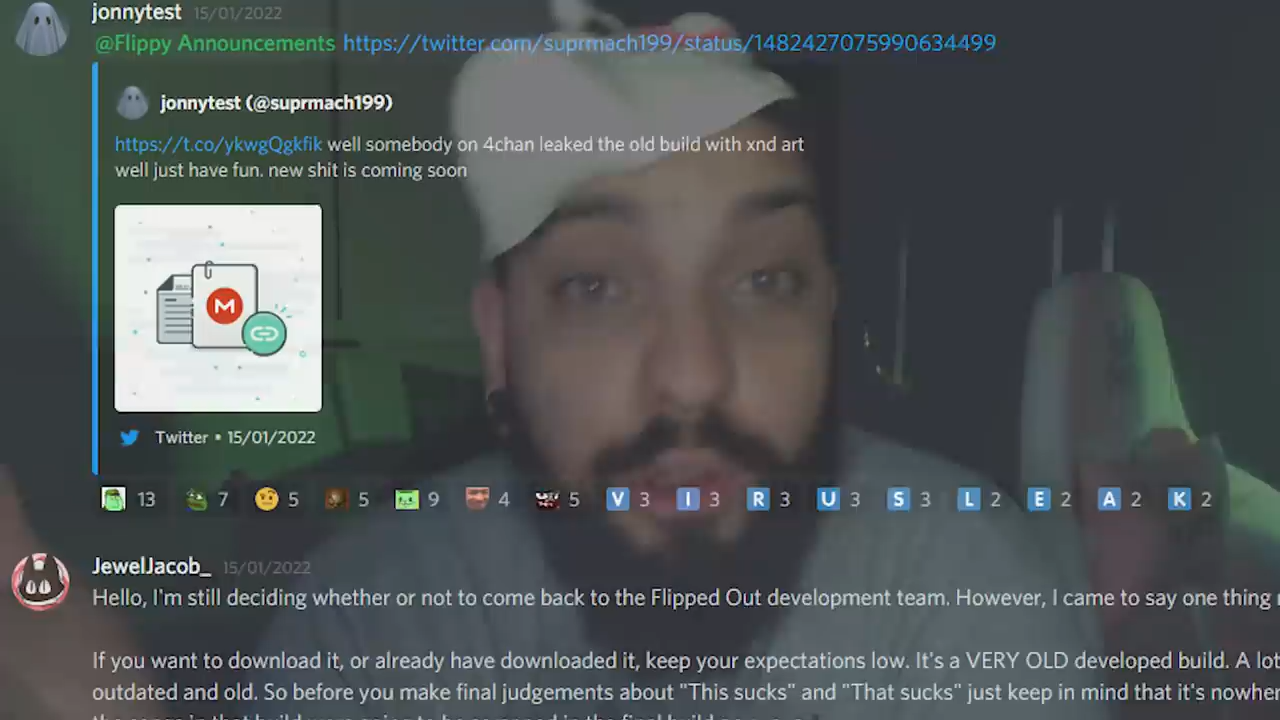 jonnytest 15/01/2022
@Flippy Announcements https://twitter.com/suprmach199/status/1482427075990634499
jonnytest (@suprmach199)
https://t.co/ykwgQgkfik well somebody on 4chan leaked the old build with xnd art
well just have fun. new shit is coming soon
M
Twitter • 15/01/2022
13 7 5 5 9 4 5 V 3 I 3 R 3 U 3 S 3 L 2 E 2 A 2 K 2
JewelJacob_ 15/01/2022
Hello, I'm still deciding whether or not to come back to the Flipped Out development team. However, I came to say one thing
If you want to download it, or already have downloaded it, keep your expectations low. It's a VERY OLD developed build. A lot
outdated and old. So before you make final judgements about "This sucks" and "That sucks" just keep in mind that it's nowher